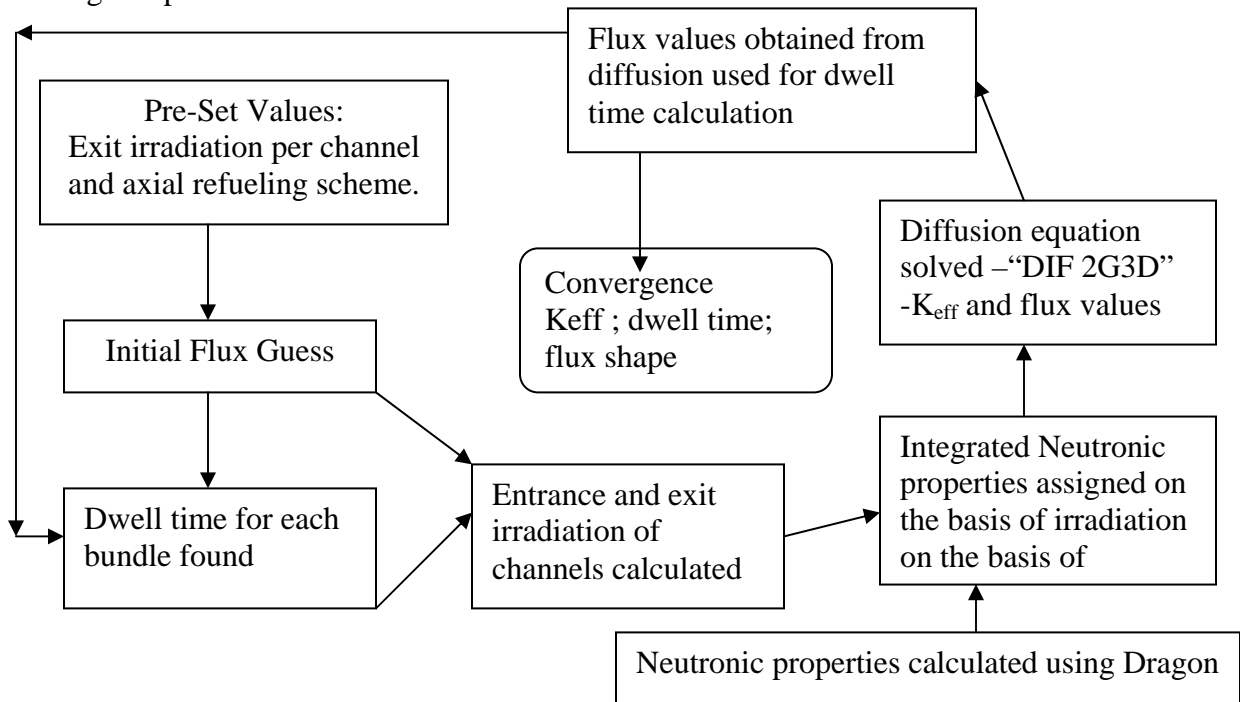 Flux values obtained from
diffusion used for dwell
time calculation
Pre-Set Values:
Exit irradiation per channel
and axial refueling scheme.
Diffusion equation
solved –“DIF 2G3D”
-Keff and flux values
Convergence
Keff ; dwell time;
flux shape
Initial Flux Guess
Integrated Neutronic
properties assigned on
the basis of irradiation
on the basis of
Entrance and exit
irradiation of
channels calculated
Dwell time for each
bundle found
Neutronic properties calculated using Dragon